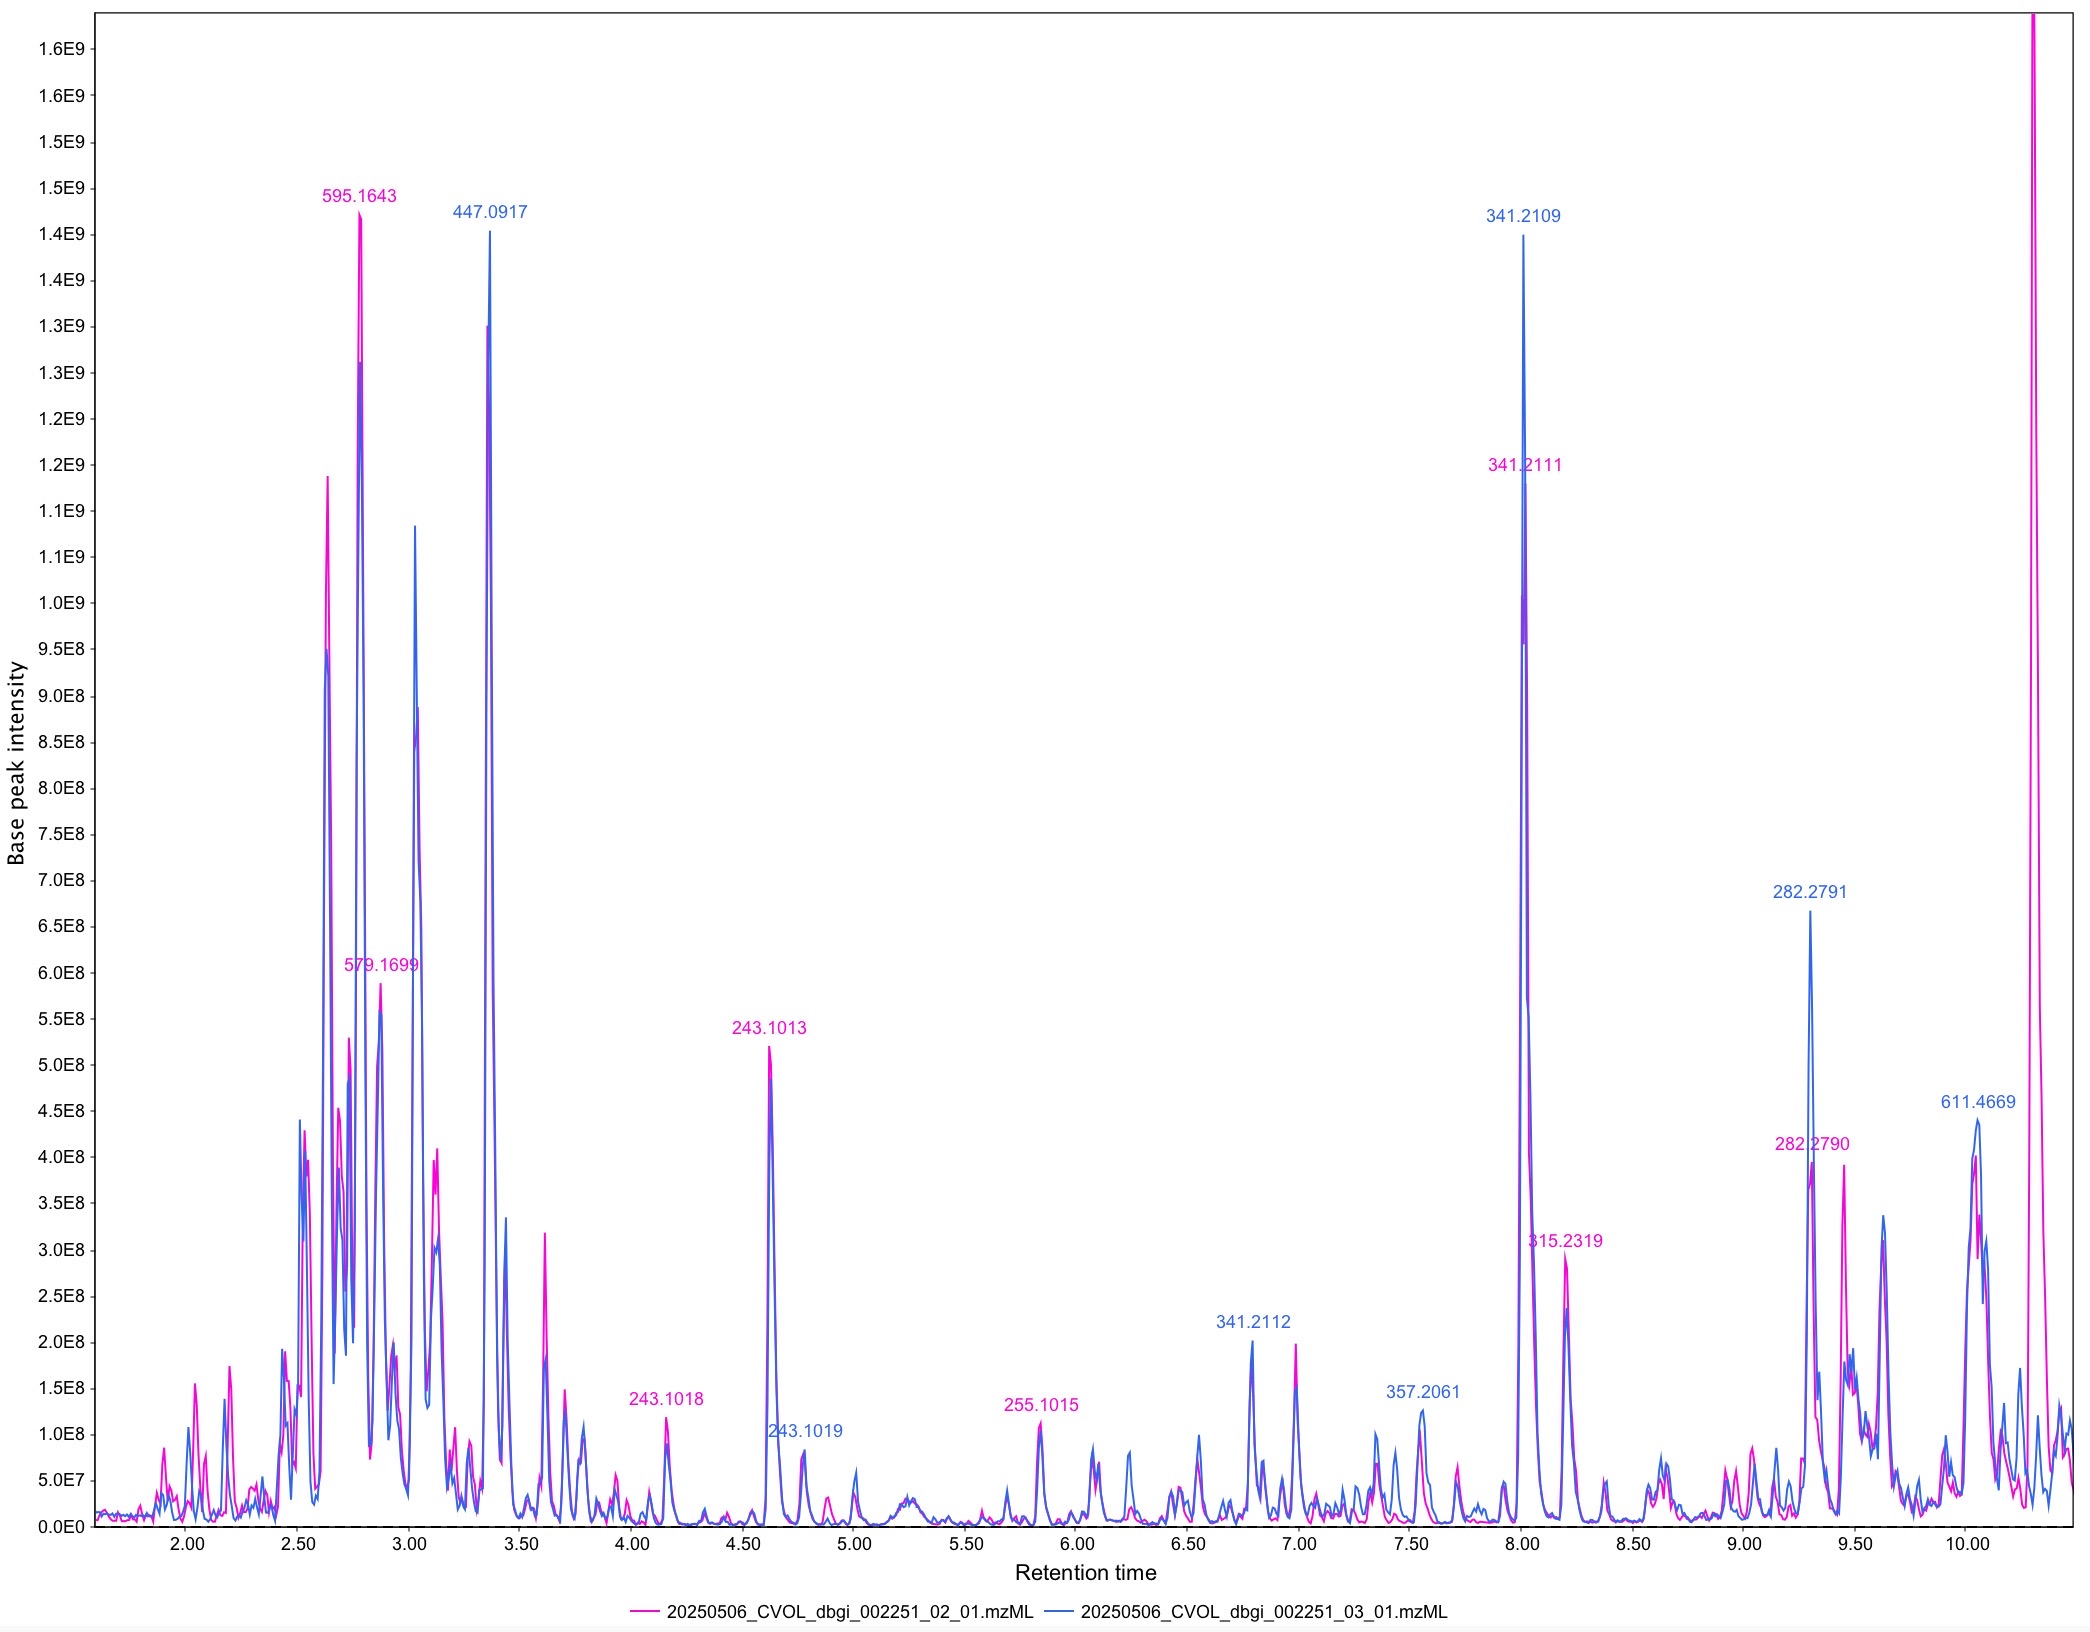 1.6E9
1.6E9
1.5E9
1.5E9
1.4E9
1.4E9
1.3E9
1.3E9
1.2E9
1.2E9
1.1E9
1.1E9
1.0E9
9.5E8
9.0E8
8.5E8
8.0E8
7.5E8
7.0E8
6.5E8
6.0E8
5.5E8
5.0E8
4.5E8
4.0E8
3.5E8
3.0E8
2.5E8
2.0E8
1.5E8
1.0E8
5.0E7
0.0E0
Base peak intensity
595.1643
447.0917
341.2109
341.2111
282.2791
579.1699
243.1013
611.4669
282.2790
315.2319
341.2112
357.2061
243.1018
255.1015
243.1019
2.00 2.50 3.00 3.50 4.00 4.50 5.00 5.50 6.00 6.50 7.00 7.50 8.00 8.50 9.00 9.50 10.00
Retention time
20250506_CVOL_dbgi_002251_02_01.mzML 20250506_CVOL_dbgi_002251_03_01.mzML